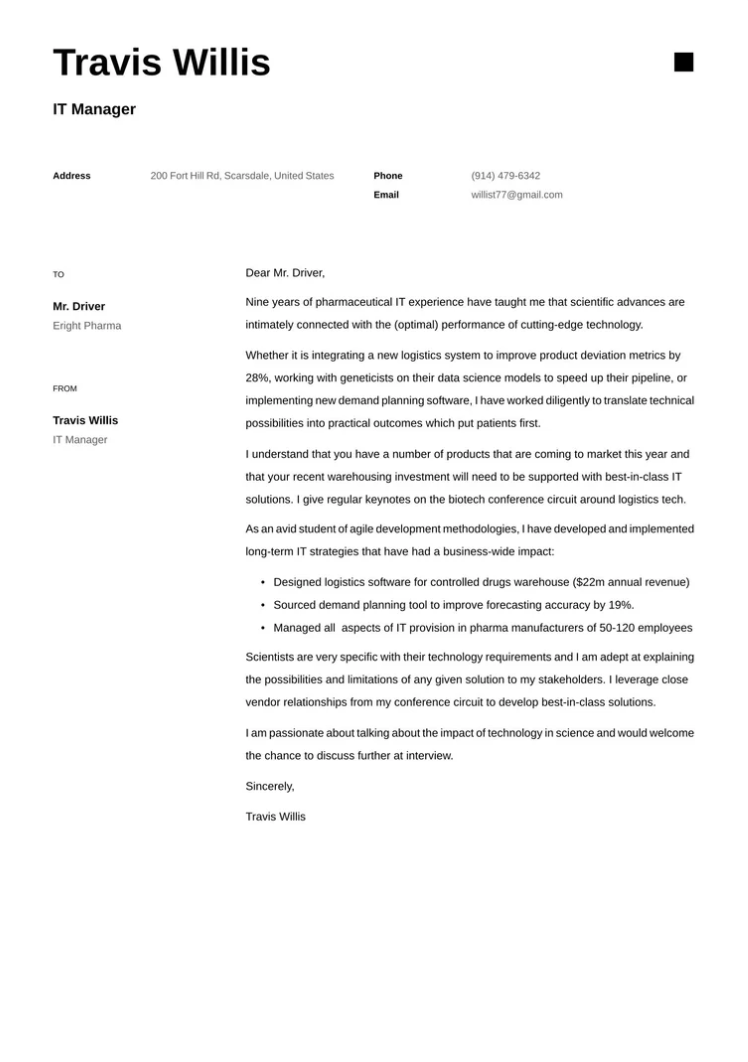 Travis Willis
IT Manager
Address 200 Fort Hill Rd, Scarsdale, United States Phone (914) 479-6342
Email willist77@gmail.com
TO
Mr. Driver
Eright Pharma
FROM
Travis Willis
IT Manager
Dear Mr. Driver,
Nine years of pharmaceutical IT experience have taught me that scientific advances are
intimately connected with the (optimal) performance of cutting-edge technology.
Whether it is integrating a new logistics system to improve product deviation metrics by
28%, working with geneticists on their data science models to speed up their pipeline, or
implementing new demand planning software, I have worked diligently to translate technical
possibilities into practical outcomes which put patients first.
I understand that you have a number of products that are coming to market this year and
that your recent warehousing investment will need to be supported with best-in-class IT
solutions. I give regular keynotes on the biotech conference circuit around logistics tech.
As an avid student of agile development methodologies, I have developed and implemented
long-term IT strategies that have had a business-wide impact:
• Designed logistics software for controlled drugs warehouse ($22m annual revenue)
• Sourced demand planning tool to improve forecasting accuracy by 19%.
• Managed all  aspects of IT provision in pharma manufacturers of 50-120 employees
Scientists are very specific with their technology requirements and I am adept at explaining
the possibilities and limitations of any given solution to my stakeholders. I leverage close
vendor relationships from my conference circuit to develop best-in-class solutions.
I am passionate about talking about the impact of technology in science and would welcome
the chance to discuss further at interview.
Sincerely,
Travis Willis